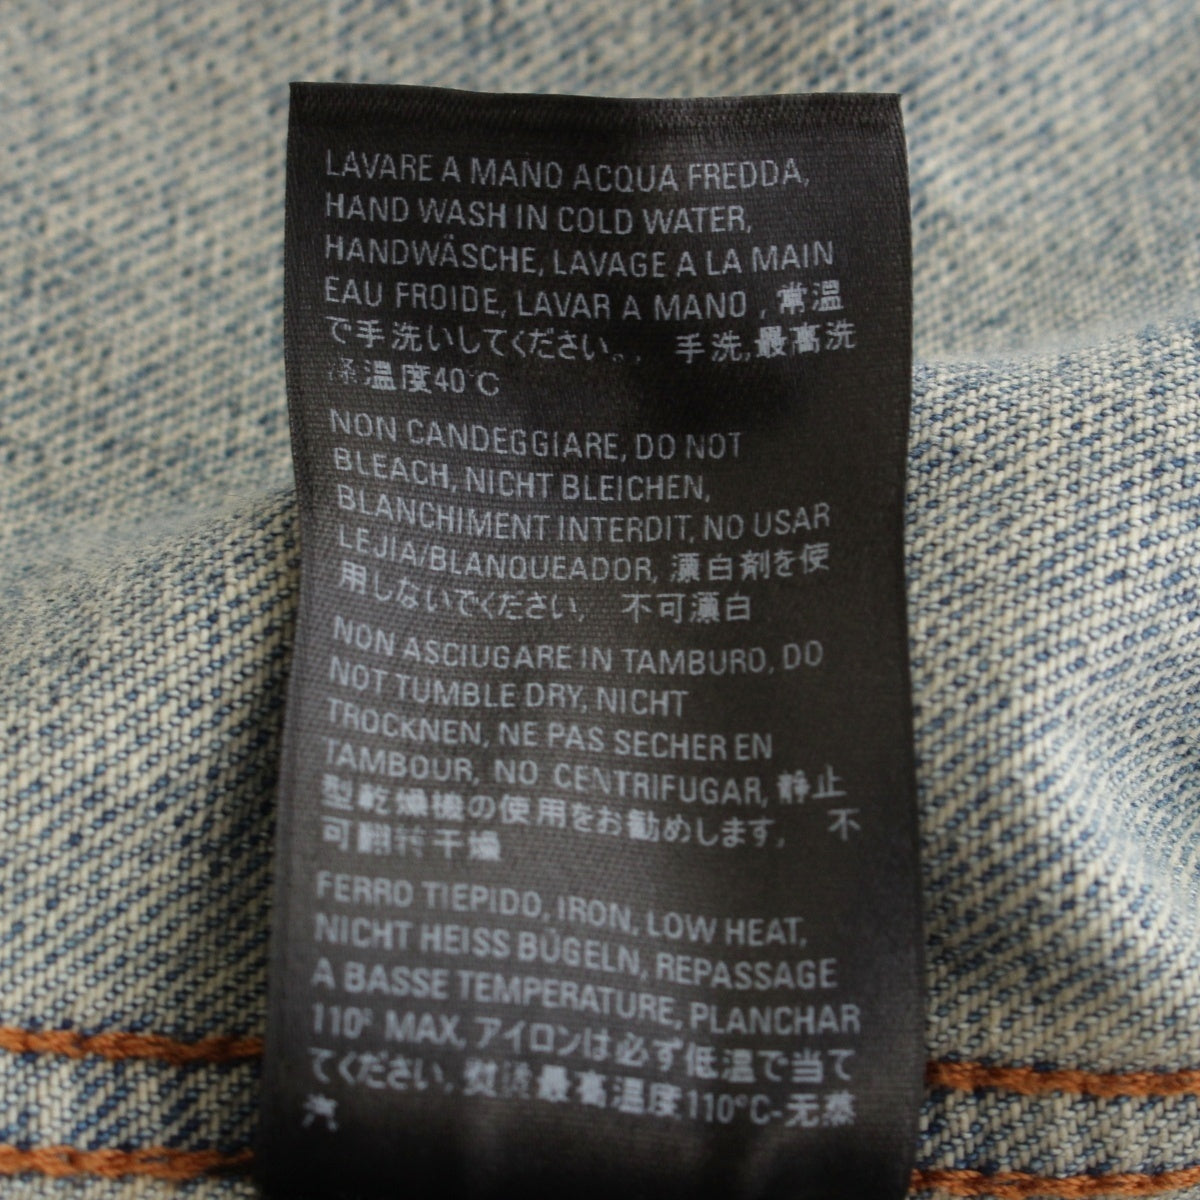 LAVARE A MANO ACQUA FREDDA,
HAND WASH IN COLD WATER,
HANDWÄSCHE, LAVAGE A LA MAIN
EAU FROIDE, LAVAR A MANO , 常温
で手洗いしてください。, 手洗,最高洗
涤温度40℃
NON CANDEGGIARE, DO NOT
BLEACH, NICHT BLEICHEN,
BLANCHIMENT INTERDIT, NO USAR
LEJIA/BLANQUEADOR, 漂白剤を使
用しないでください, 不可漂白
NON ASCIUGARE IN TAMBURO, DO
NOT TUMBLE DRY, NICHT
TROCKNEN, NE PAS SECHER EN
TAMBOUR, NO CENTRIFUGAR, 静止
型乾燥機の使用をお勧めします, 不
可翻转干燥
FERRO TIEPIDO, IRON, LOW HEAT,
NICHT HEISS BÜGELN, REPASSAGE
A BASSE TEMPERATURE, PLANCHAR
110° MAX, アイロンは必ず低温で当て
てください, 最高温度110°C-无蒸
汽